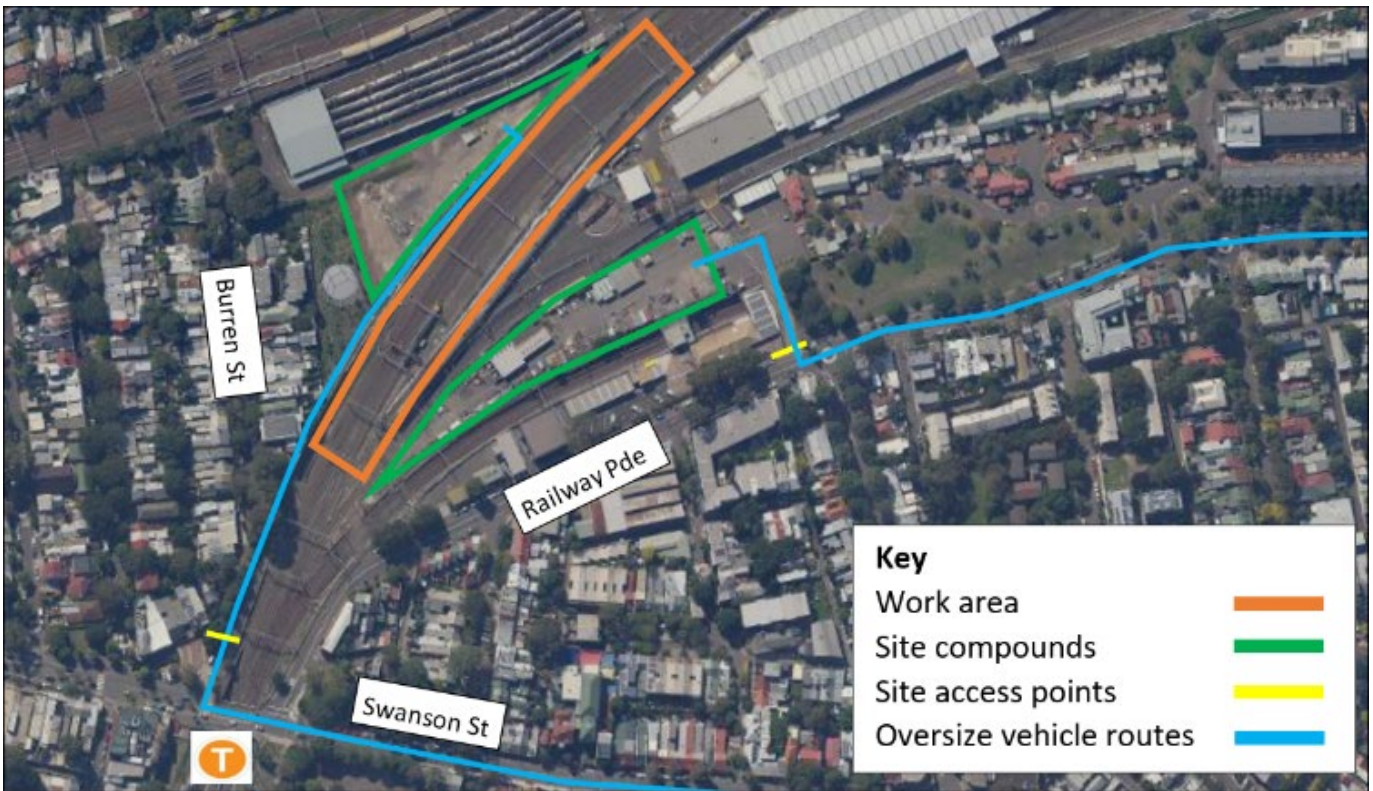 Burren St
Railway Pde
Swanson St
T
Key
Work area
Site compounds
Site access points
Oversize vehicle routes